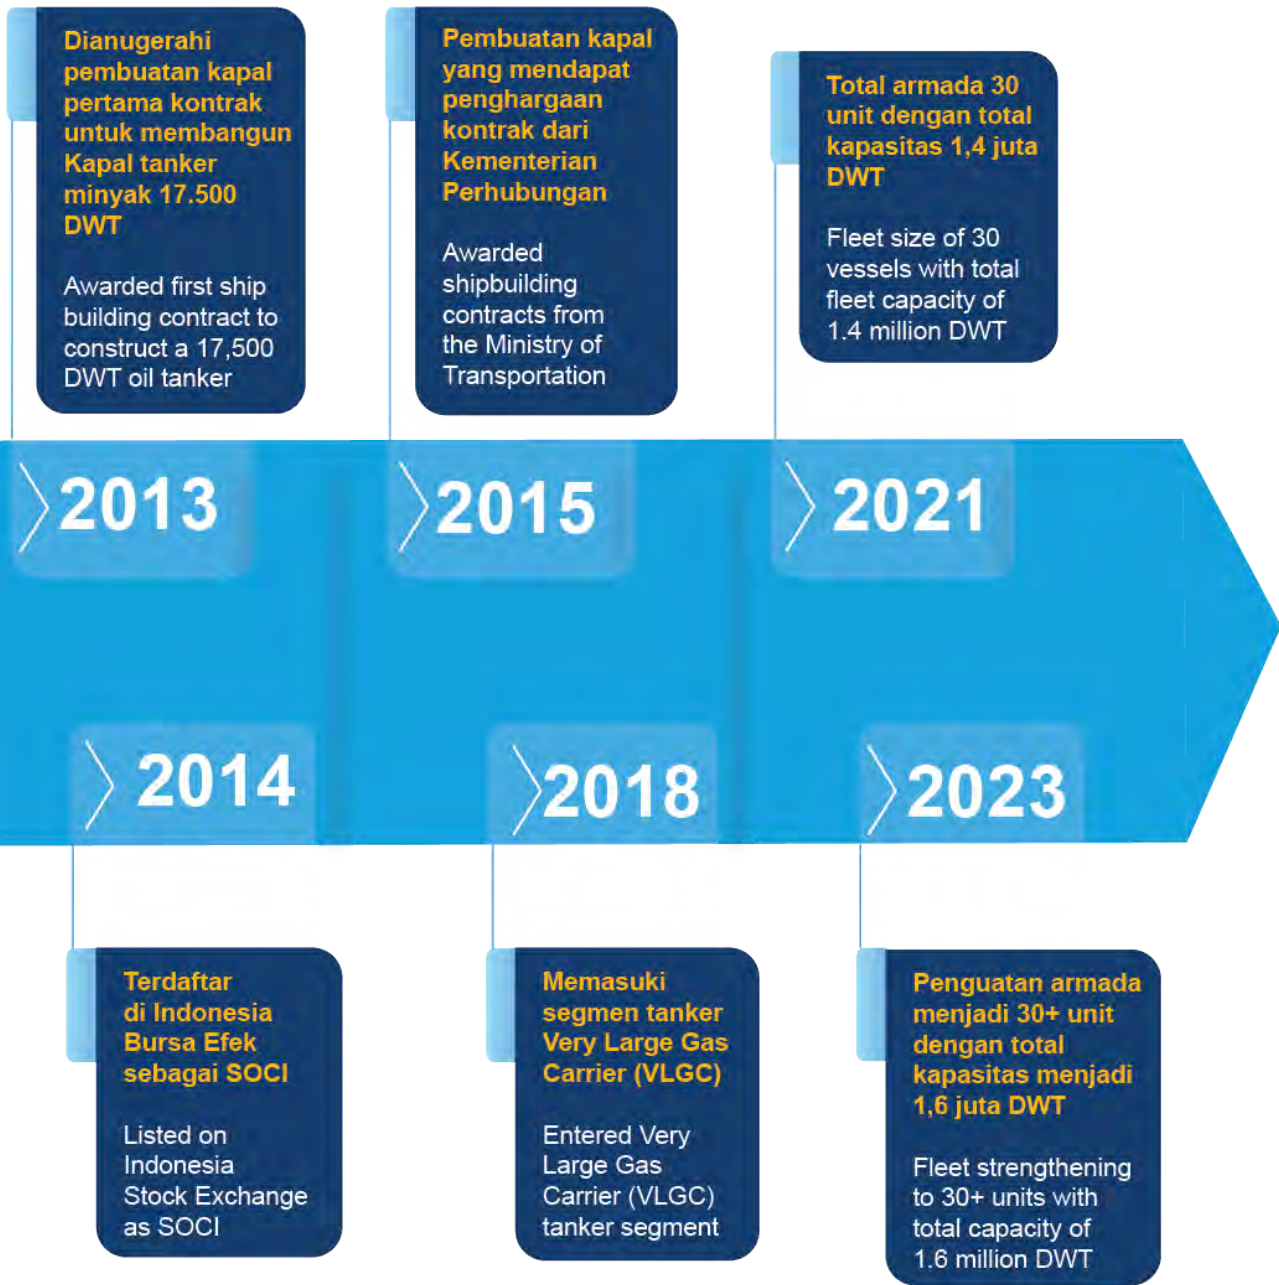 Dianugerahi
pembuatan kapal
pertama kontrak
untuk membangun
Kapal tanker
minyak 17.500
DWT
Awarded first ship
building contract to
construct a 17,500
DWT oil tanker
2013
Pembuatan kapal
yang mendapat
penghargaan
kontrak dari
Kementerian
Perhubungan
Awarded
shipbuilding
contracts from
the Ministry of
Transportation
2015
Total armada 30
unit dengan total
kapasitas 1,4 juta
DWT
Fleet size of 30
vessels with total
fleet capacity of
1.4 million DWT
2021
2014
Terdaftar
di Indonesia
Bursa Efek
sebagai SOCI
Listed on
Indonesia
Stock Exchange
as SOCI
2018
Memasuki
segmen tanker
Very Large Gas
Carrier (VLGC)
Entered Very
Large Gas
Carrier (VLGC)
tanker segment
2023
Penguatan armada
menjadi 30+ unit
dengan total
kapasitas menjadi
1,6 juta DWT
Fleet strengthening
to 30+ units with
total capacity of
1.6 million DWT